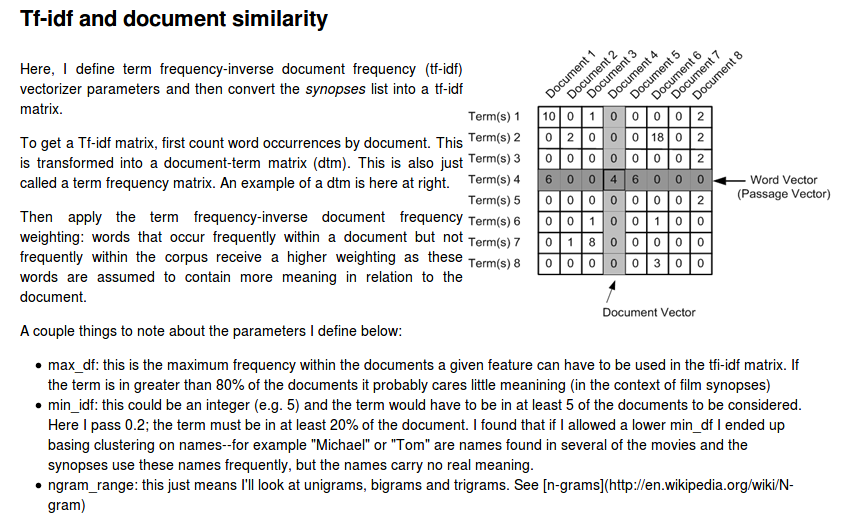 Tf-idf and document similarity
Here, I define term frequency-inverse document frequency (tf-idf)
vectorizer parameters and then convert the synopses list into a tf-idf
matrix.
To get a Tf-idf matrix, first count word occurrences by document. This
is transformed into a document-term matrix (dtm). This is also just
called a term frequency matrix. An example of a dtm is here at right.
Then apply the term frequency-inverse document frequency
weighting: words that occur frequently within a document but not
frequently within the corpus receive a higher weighting as these
words are assumed to contain more meaning in relation to the
document.
Document 1
Document 2
Document 3
Document 4
Document 5
Document 6
Document 7
Document 8
Term(s) 1 10 0 1 0 0 0 0 2
Term(s) 2 0 2 0 0 0 18 0 2
Term(s) 3 0 0 0 0 0 0 0 2
Term(s) 4 6 0 0 4 6 0 0 0
Term(s) 5 0 0 0 0 0 0 0 2
Term(s) 6 0 0 1 0 0 1 0 0
Term(s) 7 0 1 8 0 0 0 0 0
Term(s) 8 0 0 0 0 0 3 0 0
Word Vector
(Passage Vector)
Document Vector
A couple things to note about the parameters I define below:
• max_df: this is the maximum frequency within the documents a given feature can have to be used in the tfi-idf matrix. If
the term is in greater than 80% of the documents it probably cares little meanining (in the context of film synopses)
• min_idf: this could be an integer (e.g. 5) and the term would have to be in at least 5 of the documents to be considered.
Here I pass 0.2; the term must be in at least 20% of the document. I found that if I allowed a lower min_df I ended up
basing clustering on names--for example "Michael" or "Tom" are names found in several of the movies and the
synopses use these names frequently, but the names carry no real meaning.
• ngram_range: this just means I'll look at unigrams, bigrams and trigrams. See [n-grams](http://en.wikipedia.org/wiki/N-
gram)